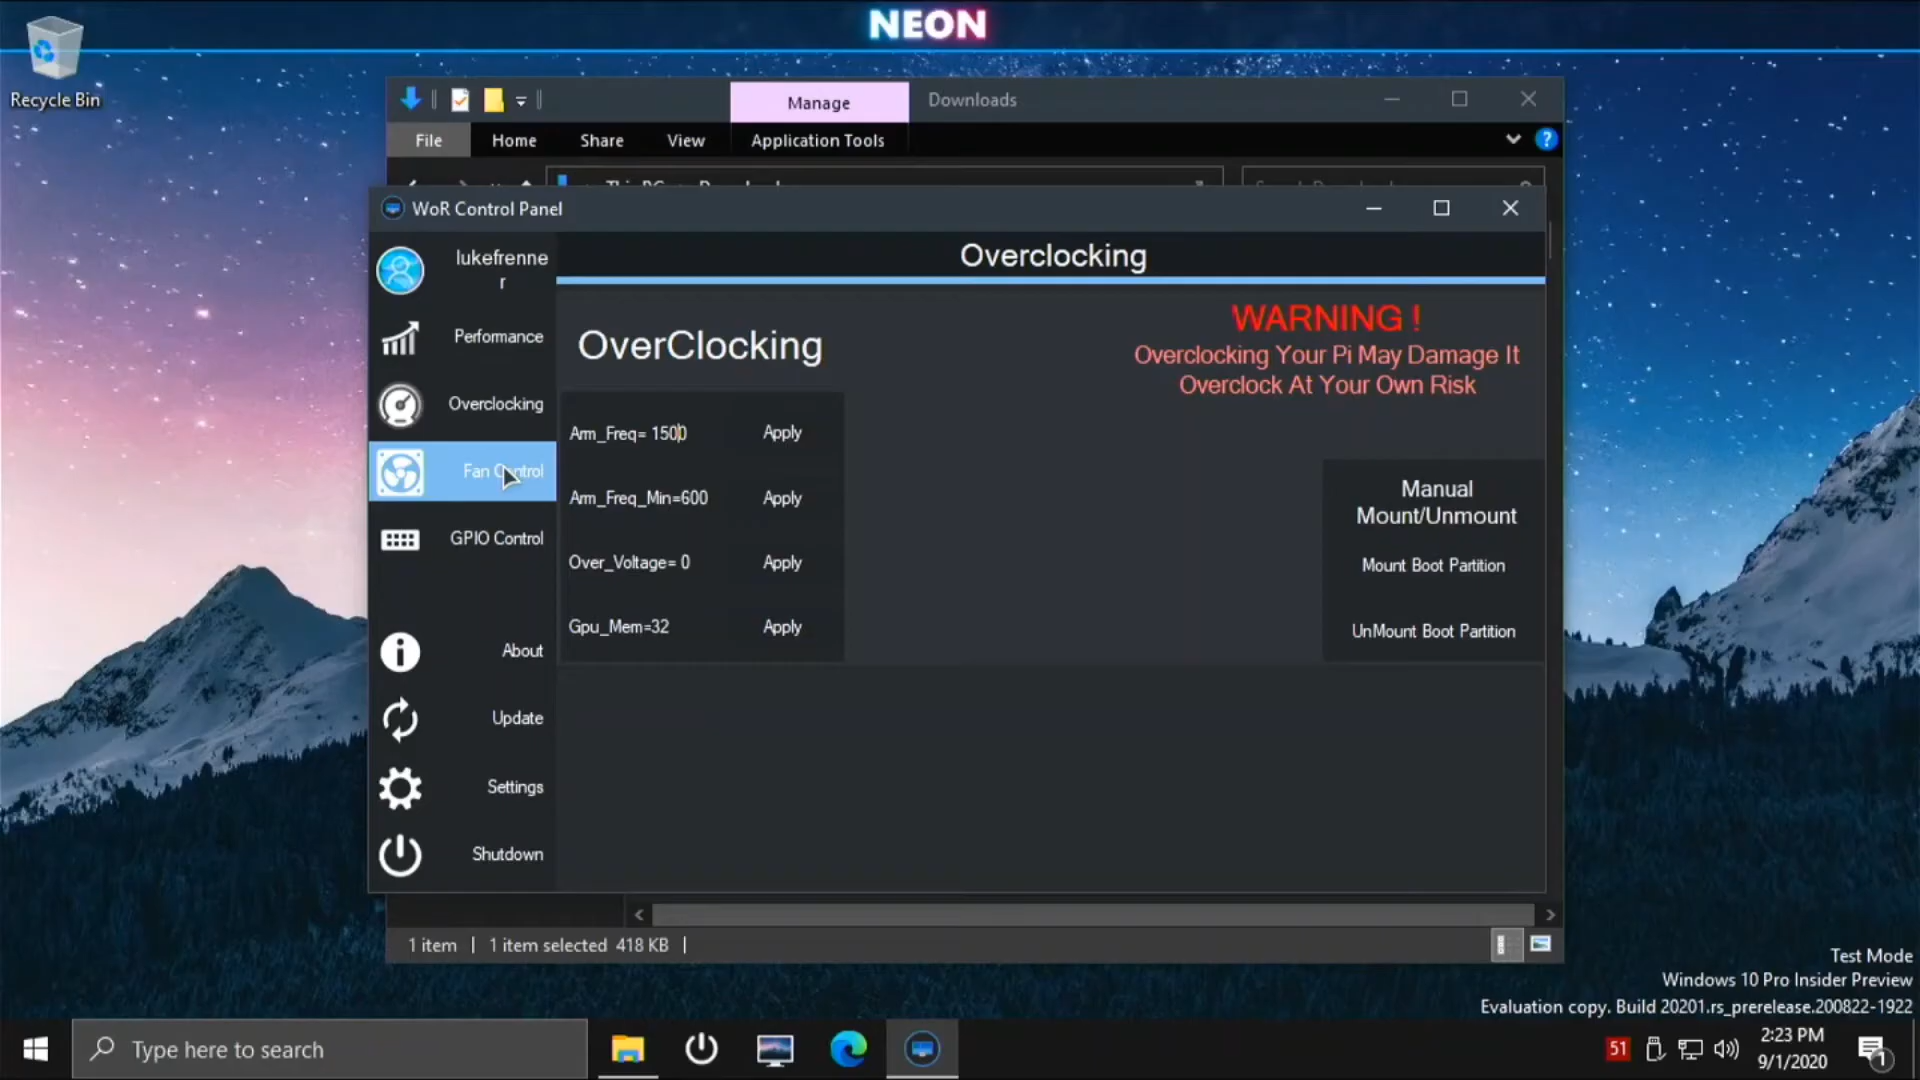 NEON
Recycle Bin
Manage
Downloads
File
Home
Share
View
Application Tools
?
WoR Control Panel
lukefrenne
r
Perfomance
Overclocking
Fan Control
GPIO Control
About
Update
Settings
Shutdown
Overclocking
OverClocking
WARNING !
Overclocking Your Pi May Damage It
Overclock At Your Own Risk
Arm_Freq= 1500
Apply
Arm_Freq_Min=600
Apply
Over_Voltage= 0
Apply
Gpu_Mem=32
Apply
Manual
Mount/Unmount
Mount Boot Partition
UnMount Boot Partition
1 item
1 item selected 418 KB
Test Mode
Windows 10 Pro Insider Preview
Evaluation copy. Build 20201.rs_prerelease.200822-1922
Type here to search
51
2:23 PM
9/1/2020
1